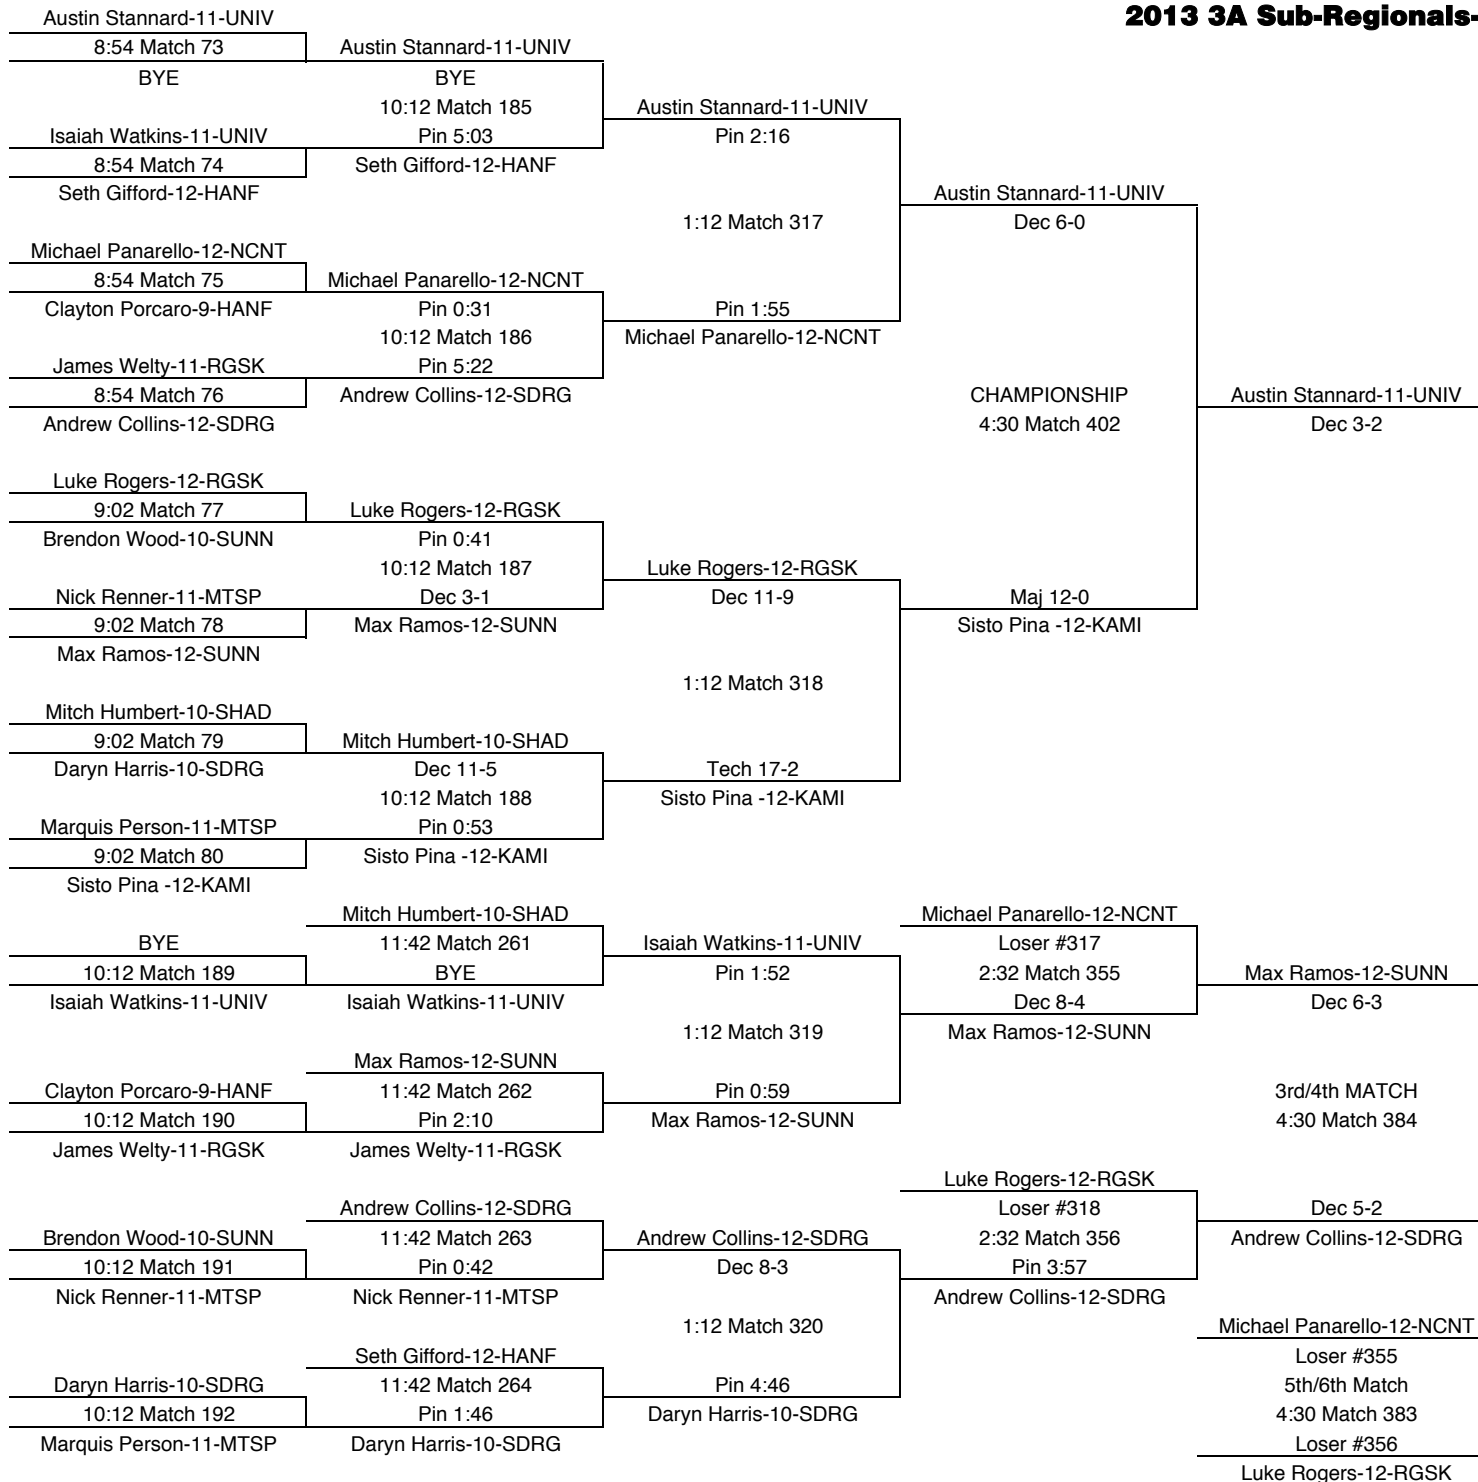 2013 3A Sub-Regionals-
Austin Stannard-11-UNIV
8:54 Match 73
BYE
Isaiah Watkins-11-UNIV
8:54 Match 74
Seth Gifford-12-HANF
Michael Panarello-12-NCNT
8:54 Match 75
Clayton Porcaro-9-HANF
James Welty-11-RGSK
8:54 Match 76
Andrew Collins-12-SDRG
Luke Rogers-12-RGSK
9:02 Match 77
Brendon Wood-10-SUNN
Nick Renner-11-MTSP
9:02 Match 78
Max Ramos-12-SUNN
Mitch Humbert-10-SHAD
9:02 Match 79
Daryn Harris-10-SDRG
Marquis Person-11-MTSP
9:02 Match 80
Sisto Pina -12-KAMI
Austin Stannard-11-UNIV
BYE
10:12 Match 185
Pin 5:03
Seth Gifford-12-HANF
Michael Panarello-12-NCNT
Pin 0:31
10:12 Match 186
Pin 5:22
Andrew Collins-12-SDRG
Luke Rogers-12-RGSK
Pin 0:41
10:12 Match 187
Dec 3-1
Max Ramos-12-SUNN
Mitch Humbert-10-SHAD
Dec 11-5
10:12 Match 188
Pin 0:53
Sisto Pina -12-KAMI
Austin Stannard-11-UNIV
Pin 2:16
1:12 Match 317
Pin 1:55
Michael Panarello-12-NCNT
Luke Rogers-12-RGSK
Dec 11-9
1:12 Match 318
Tech 17-2
Sisto Pina -12-KAMI
Austin Stannard-11-UNIV
Dec 6-0
CHAMPIONSHIP
4:30 Match 402
Maj 12-0
Sisto Pina -12-KAMI
Austin Stannard-11-UNIV
Dec 3-2
BYE
10:12 Match 189
Isaiah Watkins-11-UNIV
Clayton Porcaro-9-HANF
10:12 Match 190
James Welty-11-RGSK
Brendon Wood-10-SUNN
10:12 Match 191
Nick Renner-11-MTSP
Daryn Harris-10-SDRG
10:12 Match 192
Marquis Person-11-MTSP
Mitch Humbert-10-SHAD
11:42 Match 261
BYE
Isaiah Watkins-11-UNIV
Max Ramos-12-SUNN
11:42 Match 262
Pin 2:10
James Welty-11-RGSK
Andrew Collins-12-SDRG
11:42 Match 263
Pin 0:42
Nick Renner-11-MTSP
Seth Gifford-12-HANF
11:42 Match 264
Pin 1:46
Daryn Harris-10-SDRG
Isaiah Watkins-11-UNIV
Pin 1:52
1:12 Match 319
Pin 0:59
Max Ramos-12-SUNN
Andrew Collins-12-SDRG
Dec 8-3
1:12 Match 320
Pin 4:46
Daryn Harris-10-SDRG
Michael Panarello-12-NCNT
Loser #317
2:32 Match 355
Dec 8-4
Max Ramos-12-SUNN
Luke Rogers-12-RGSK
Loser #318
2:32 Match 356
Pin 3:57
Andrew Collins-12-SDRG
Max Ramos-12-SUNN
Dec 6-3
3rd/4th MATCH
4:30 Match 384
Dec 5-2
Andrew Collins-12-SDRG
Michael Panarello-12-NCNT
Loser #355
5th/6th Match
4:30 Match 383
Loser #356
Luke Rogers-12-RGSK